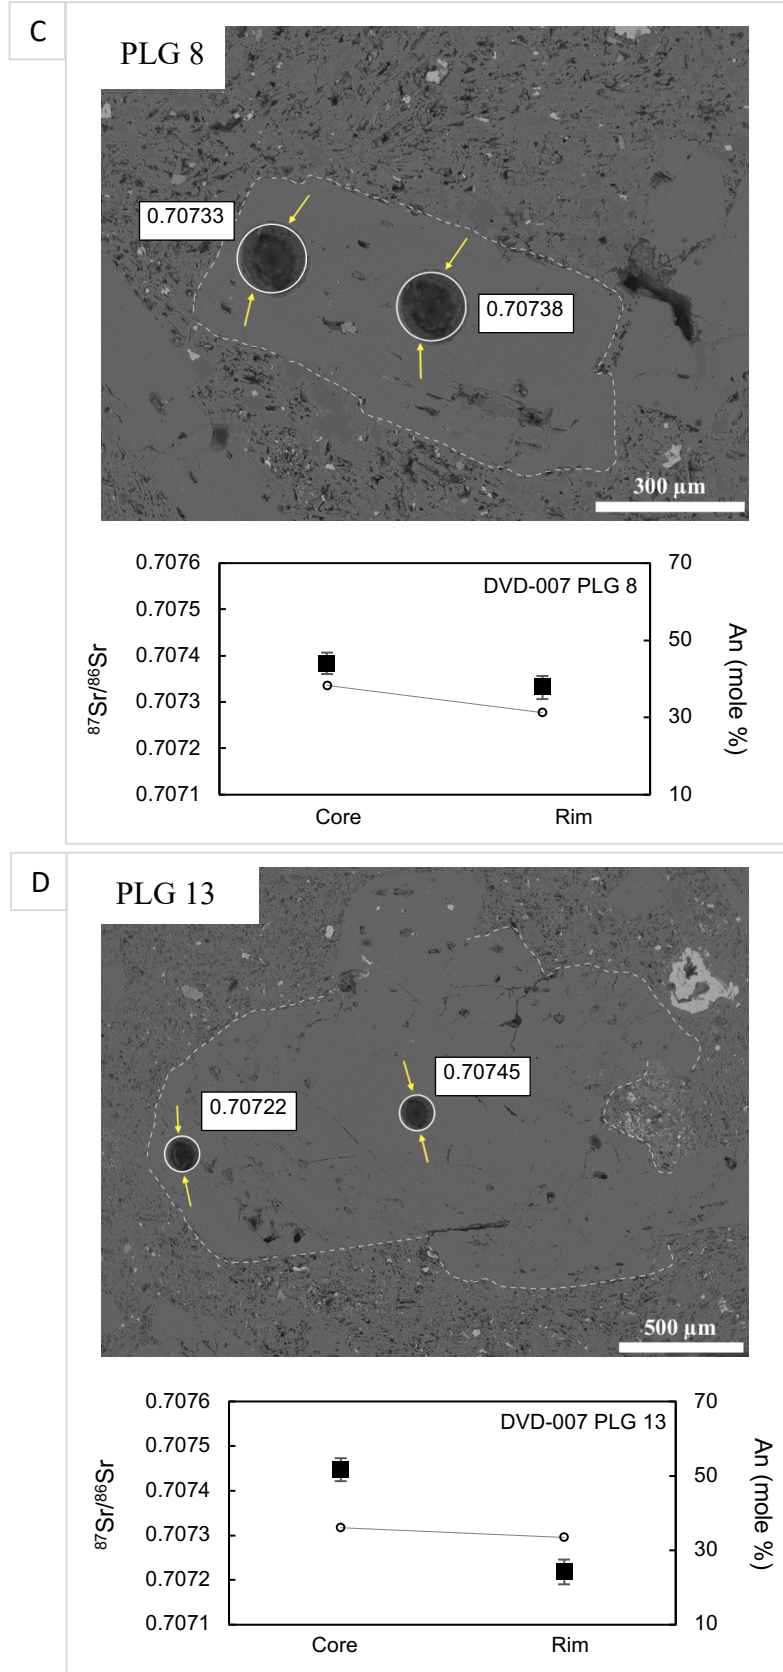 C
PLG 8
0.70733
0.70738
300 µm
0.7076
0.7075
0.7074
0.7073
0.7072
0.7071
87Sr/86Sr
DVD-007 PLG 8
70
50
30
10
An (mole %)
Core
Rim
D
PLG 13
0.70745
0.70722
500 µm
0.7076
0.7075
0.7074
0.7073
0.7072
0.7071
87Sr/86Sr
DVD-007 PLG 13
70
50
30
10
An (mole %)
Core
Rim